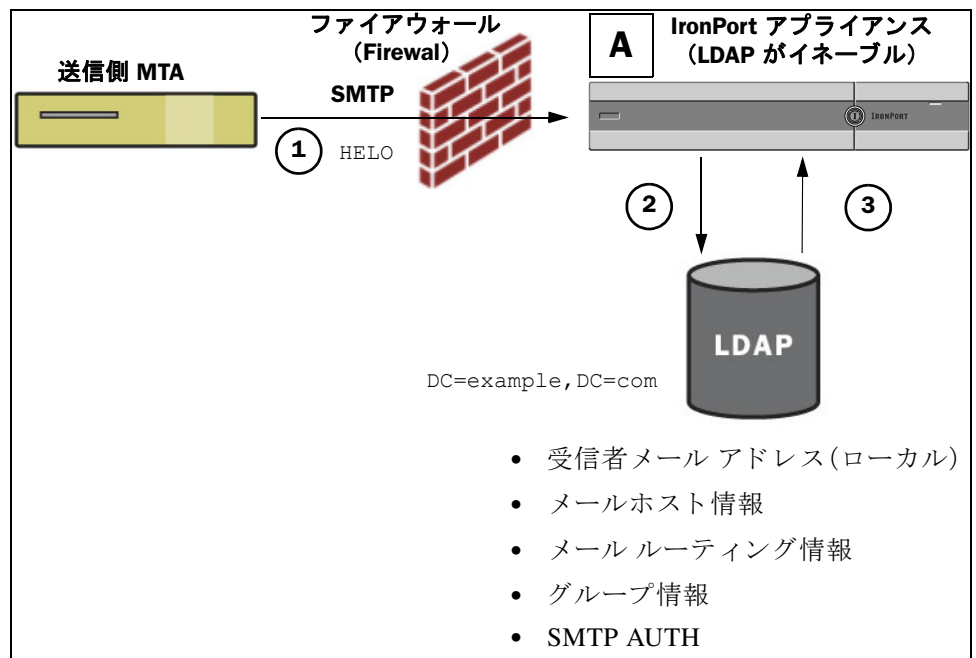 ファイアウォール
(Firewal)
A
IronPort アプライアンス
(LDAP がイネーブル)
送信側 MTA
SMTP
IRONPORT
1
HELO
2
3
LDAP
DC=example,DC=com
• 受信者メール アドレス(ローカル)
• メールホスト情報
• メール ルーティング情報
• グループ情報
• SMTP AUTH